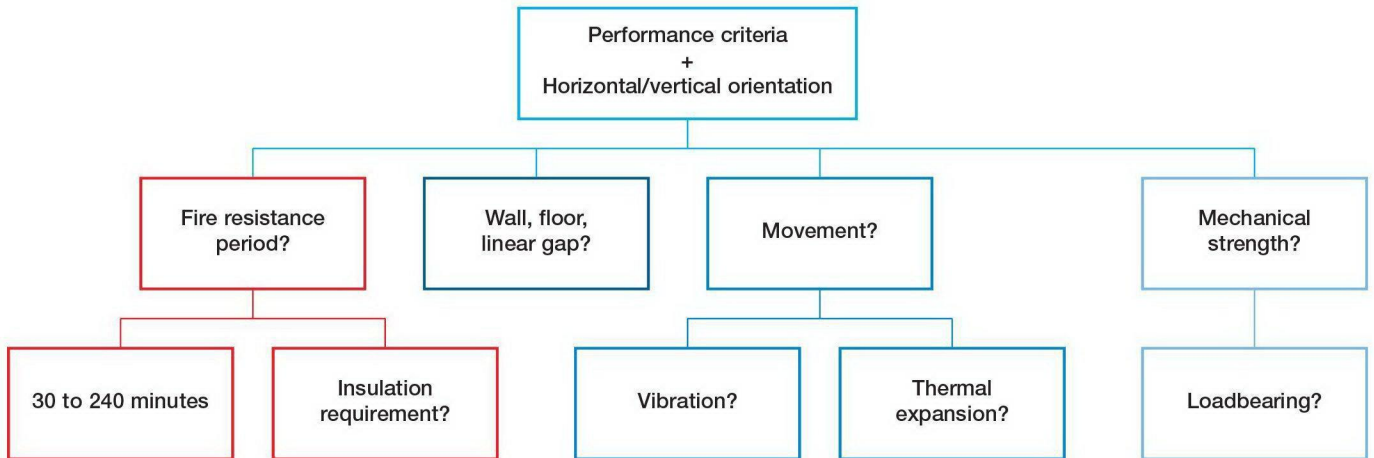 Performance criteria
+
Horizontal/vertical orientation
Fire resistance
period?
Wall, floor,
linear gap?
Movement?
Mechanical
strength?
30 to 240 minutes
Insulation
requirement?
Vibration?
Thermal
expansion?
Loadbearing?